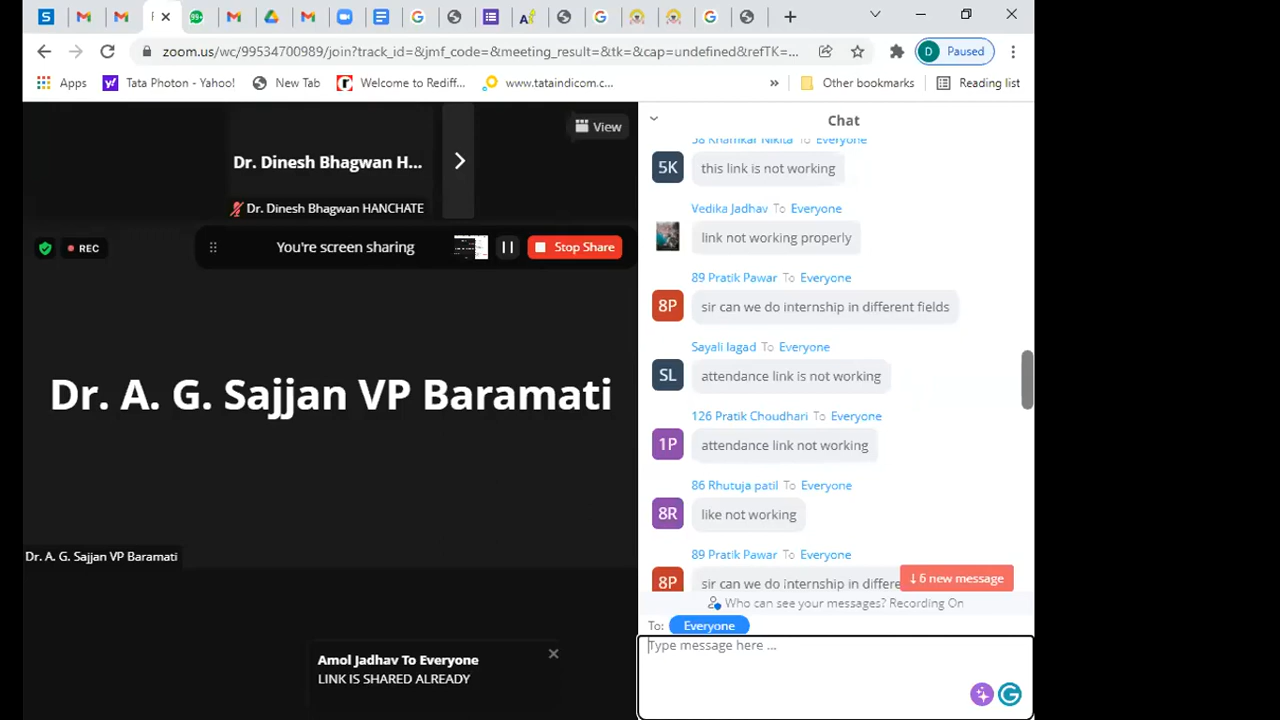 Paused
zoom.us/wc/99534700989/join?track_id=&jmf_code=&meeting_result=&tk=&cap=undefined&refTK=...
Apps
Tata Photon - Yahoo!
New Tab
Welcome to Rediff...
www.tataindicom.c...
»
Other bookmarks
Reading list
Dr. Dinesh Bhagwan H...
Dr. Dinesh Bhagwan HANCHATE
View
REC
You're screen sharing
Stop Share
Dr. A. G. Sajjan VP Baramati
Dr. A. G. Sajjan VP Baramati
Amol Jadhav To Everyone
LINK IS SHARED ALREADY
Chat
58 Khamkar Nikita To Everyone
5K
this link is not working
Vedika Jadhav To Everyone
link not working properly
89 Pratik Pawar To Everyone
8P
sir can we do internship in different fields
Sayali lagad To Everyone
SL
attendance link is not working
126 Pratik Choudhari To Everyone
1P
attendance link not working
86 Rhutuja patil To Everyone
8R
like not working
89 Pratik Pawar To Everyone
8P
sir can we do internship in differe
↓6 new message
Who can see your messages? Recording On
To: Everyone
Type message here ...